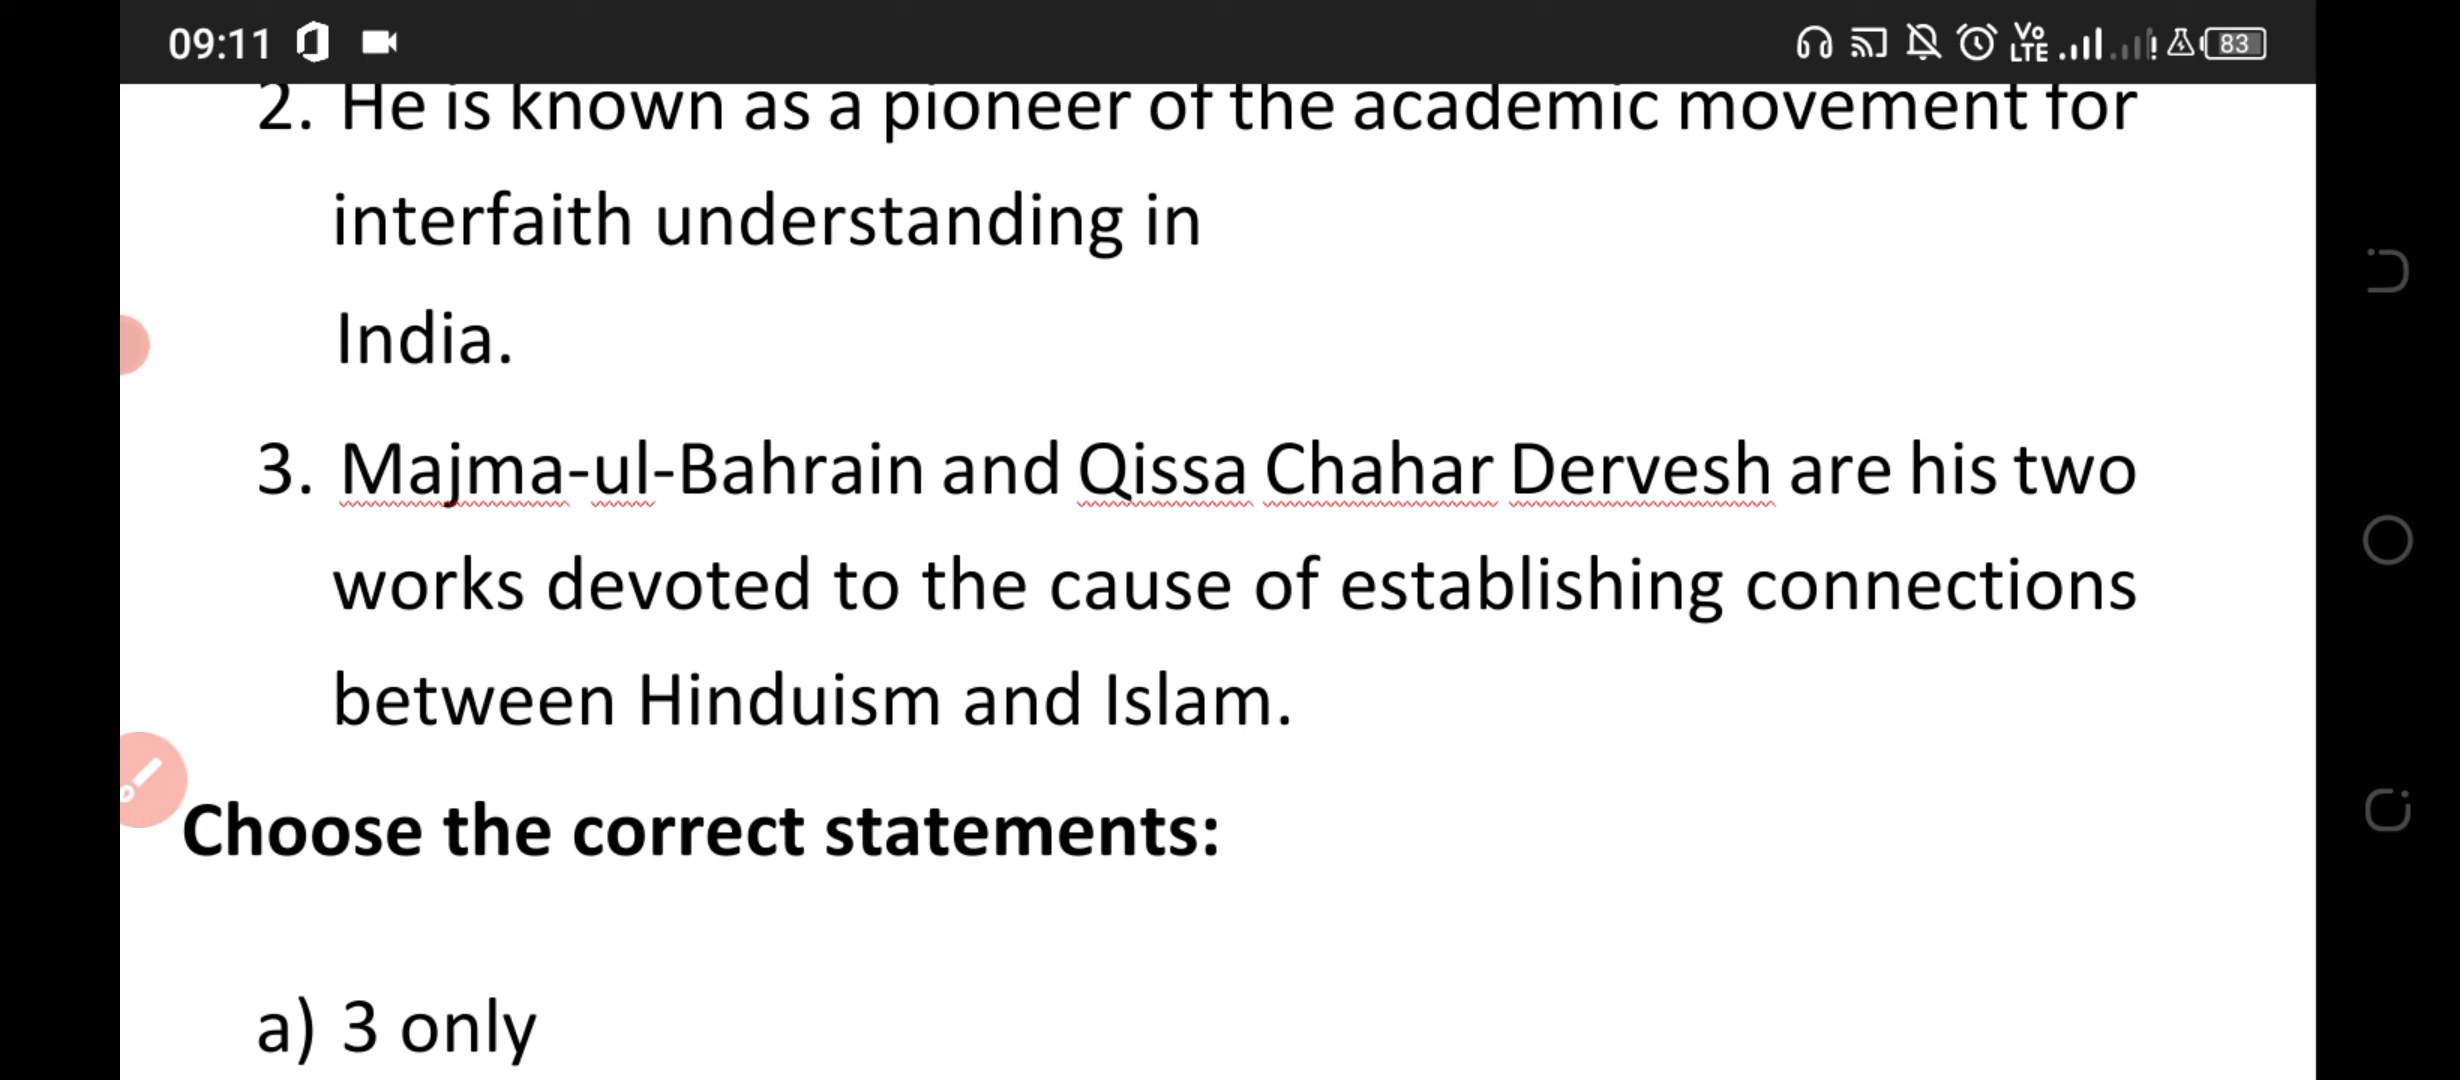 09:11
Vo
LTE
83
2. He is known as a pioneer of the academic movement for
interfaith understanding in
India.
3. Majma-ul-Bahrain and Qissa Chahar Dervesh are his two
works devoted to the cause of establishing connections
between Hinduism and Islam.
Choose the correct statements:
a) 3 only